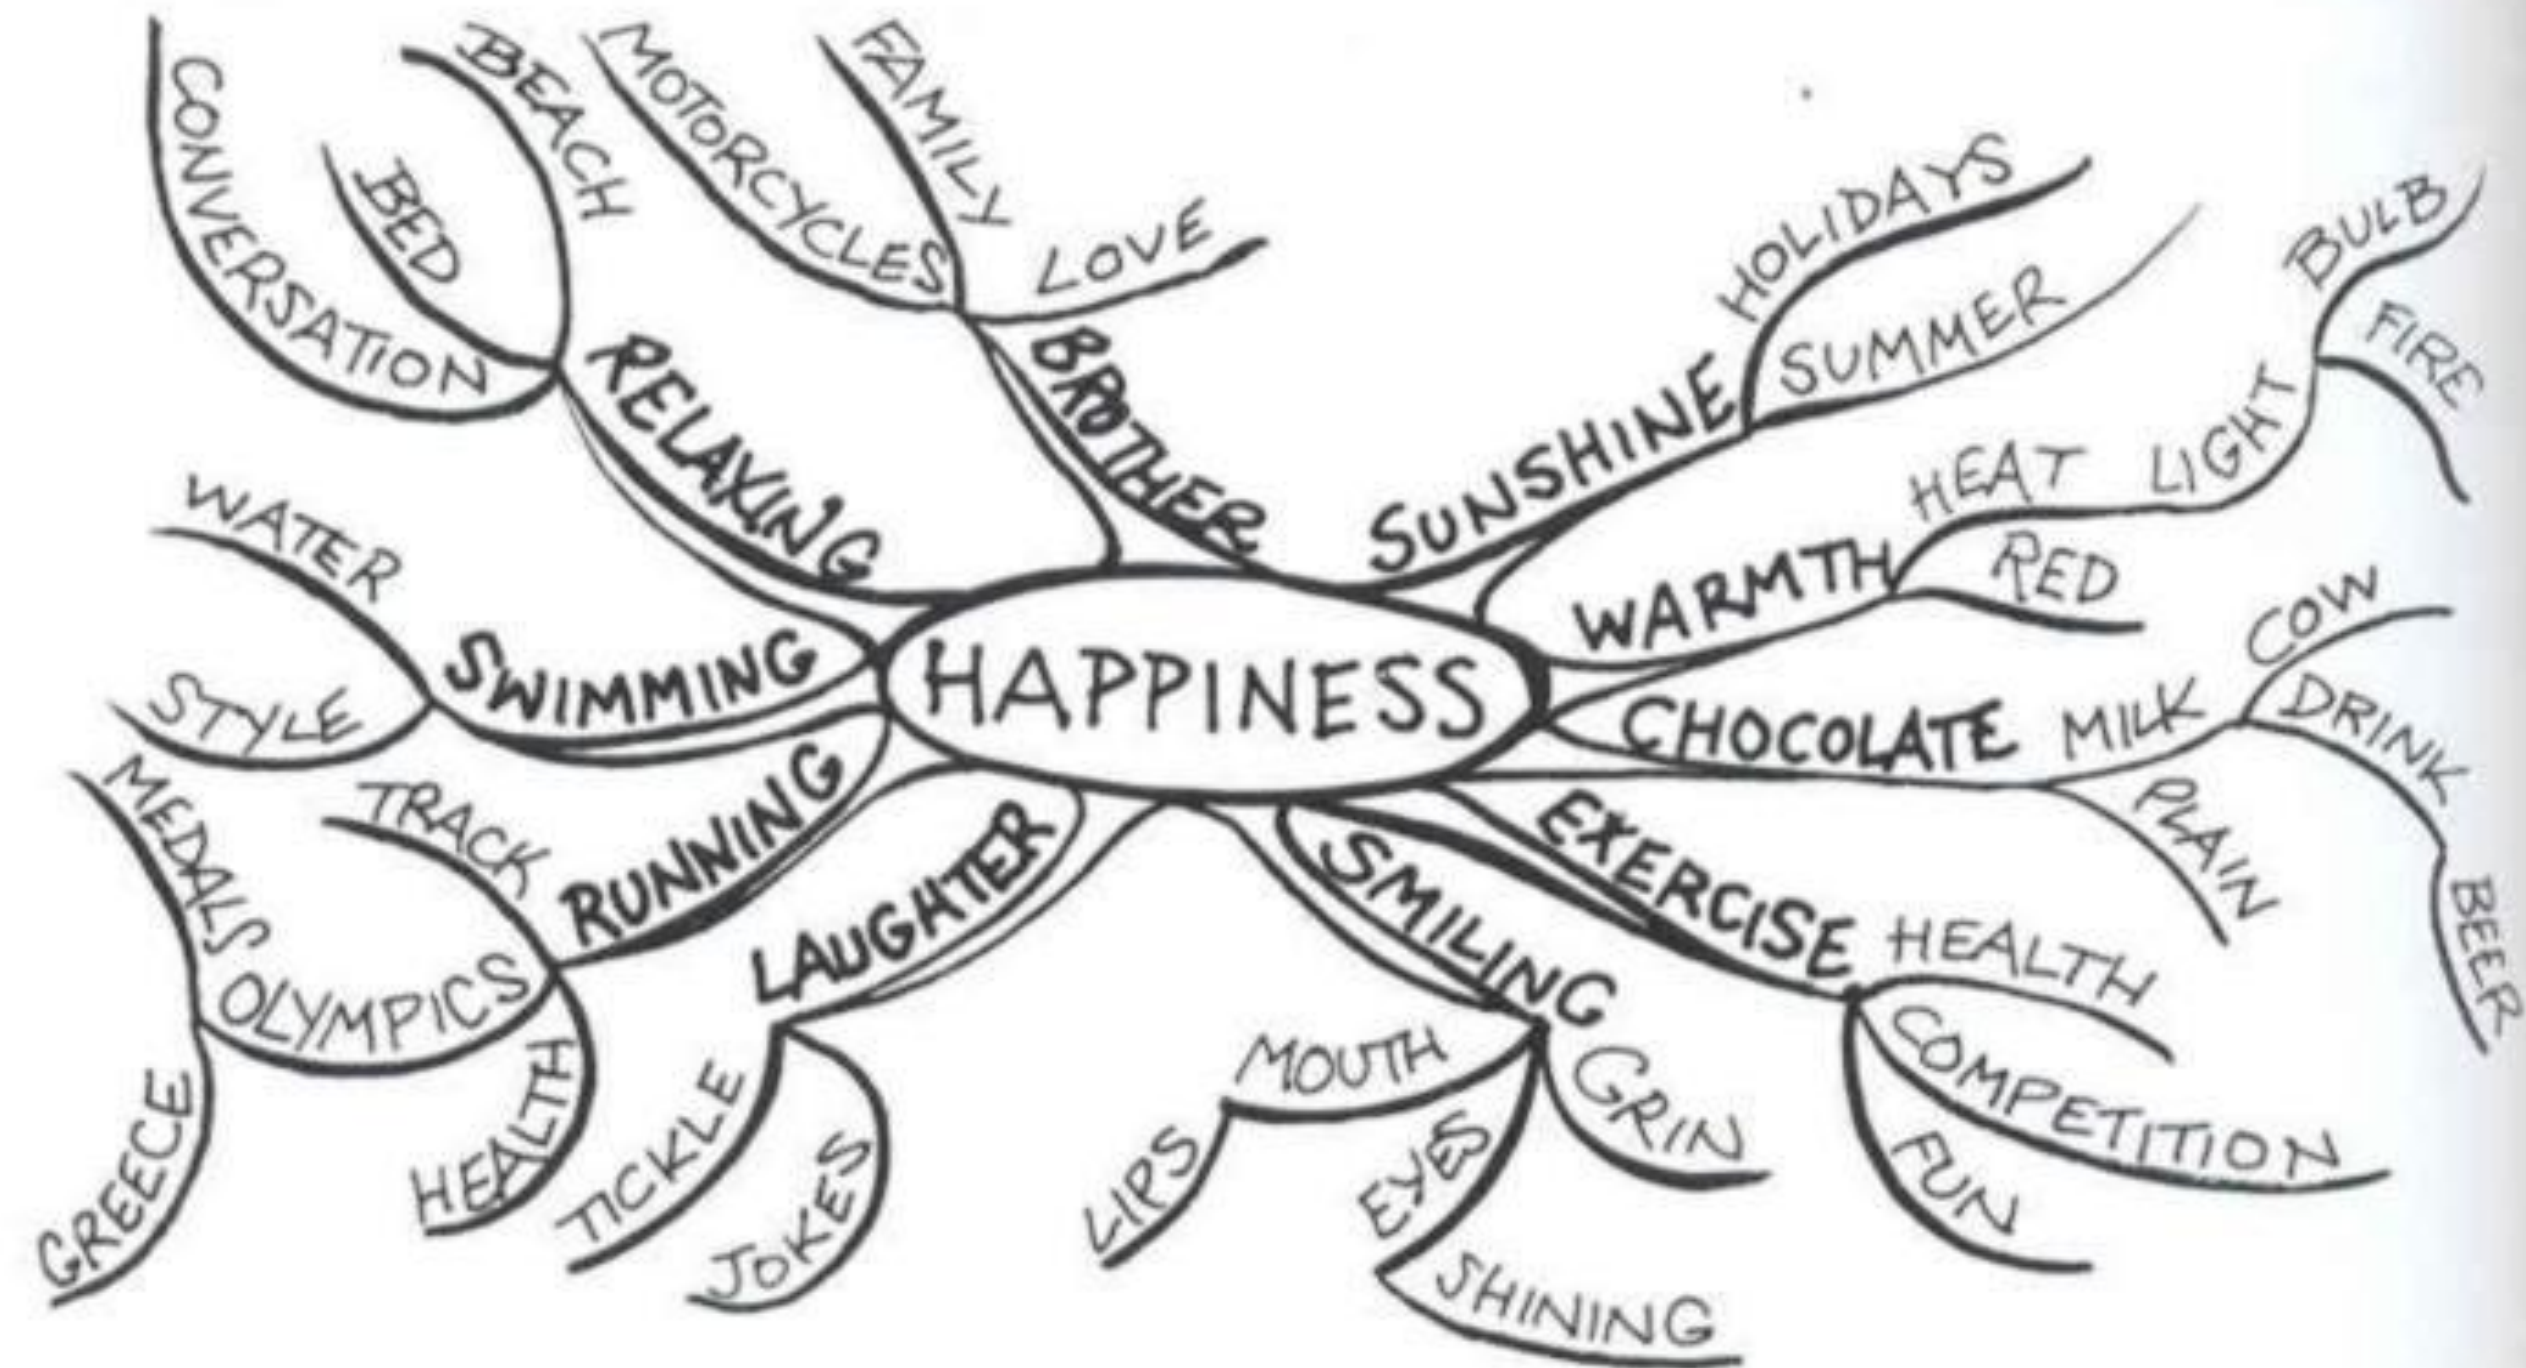 CONVERSATION
BED
BEACH
MOTORCYCLES
FAMILY
LOVE
HOLIDAYS
SUMMER
BULB
FIRE
RELAXING
BROTHER
SUNSHINE
HEAT
LIGHT
RED
WARMTH
WATER
SWIMMING
STYLE
HAPPINESS
CHOCOLATE
MILK
COW
DRINK
PLAIN
BEER
MEDALS
TRACK
RUNNING
OLYMPICS
GREECE
HEALTH
LAUGHTER
TICKLE
JOKES
SMILING
MOUTH
LIPS
EYES
SHINING
GRIN
EXERCISE
HEALTH
COMPETITION
FUN